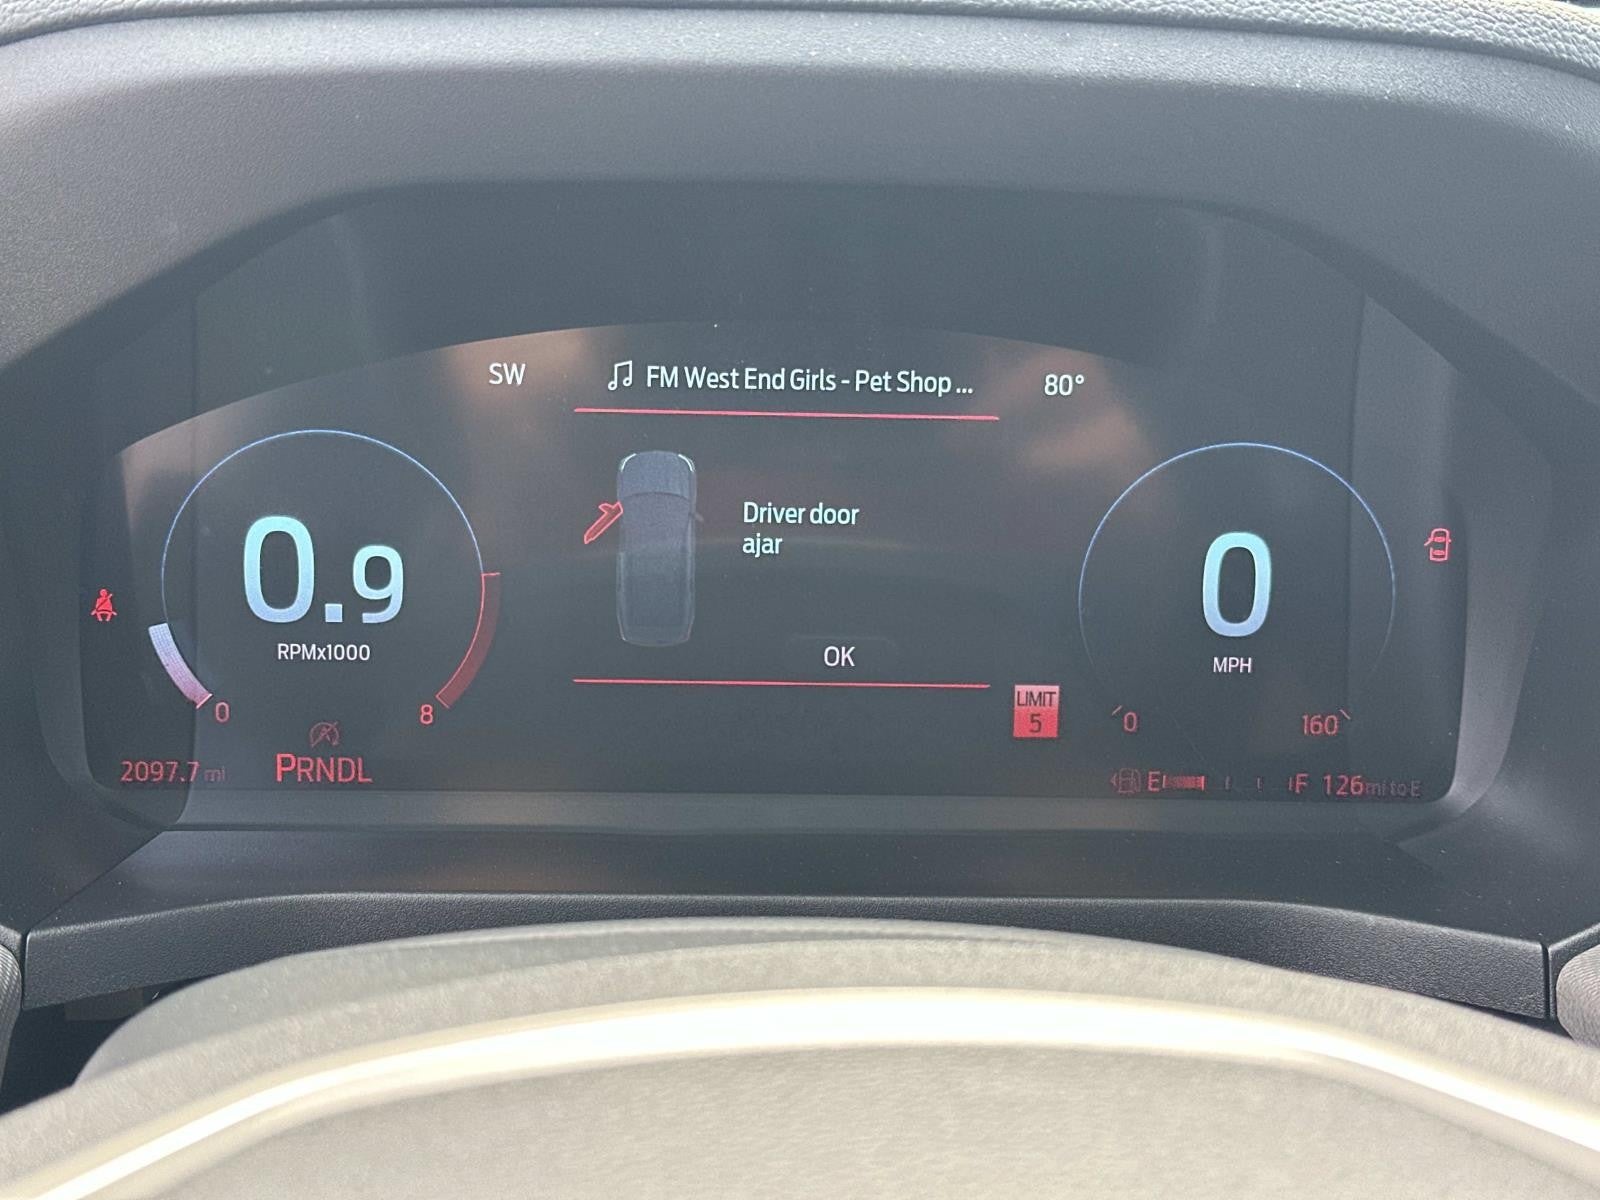 SW
FM West End Girls - Pet Shop ...
80°
Driver door
ajar
0.9
RPMx1000
0
8
OK
0
MPH
LIMIT
5
0
160
2097.7 mi
PRNDL
E
F
126 mi to E